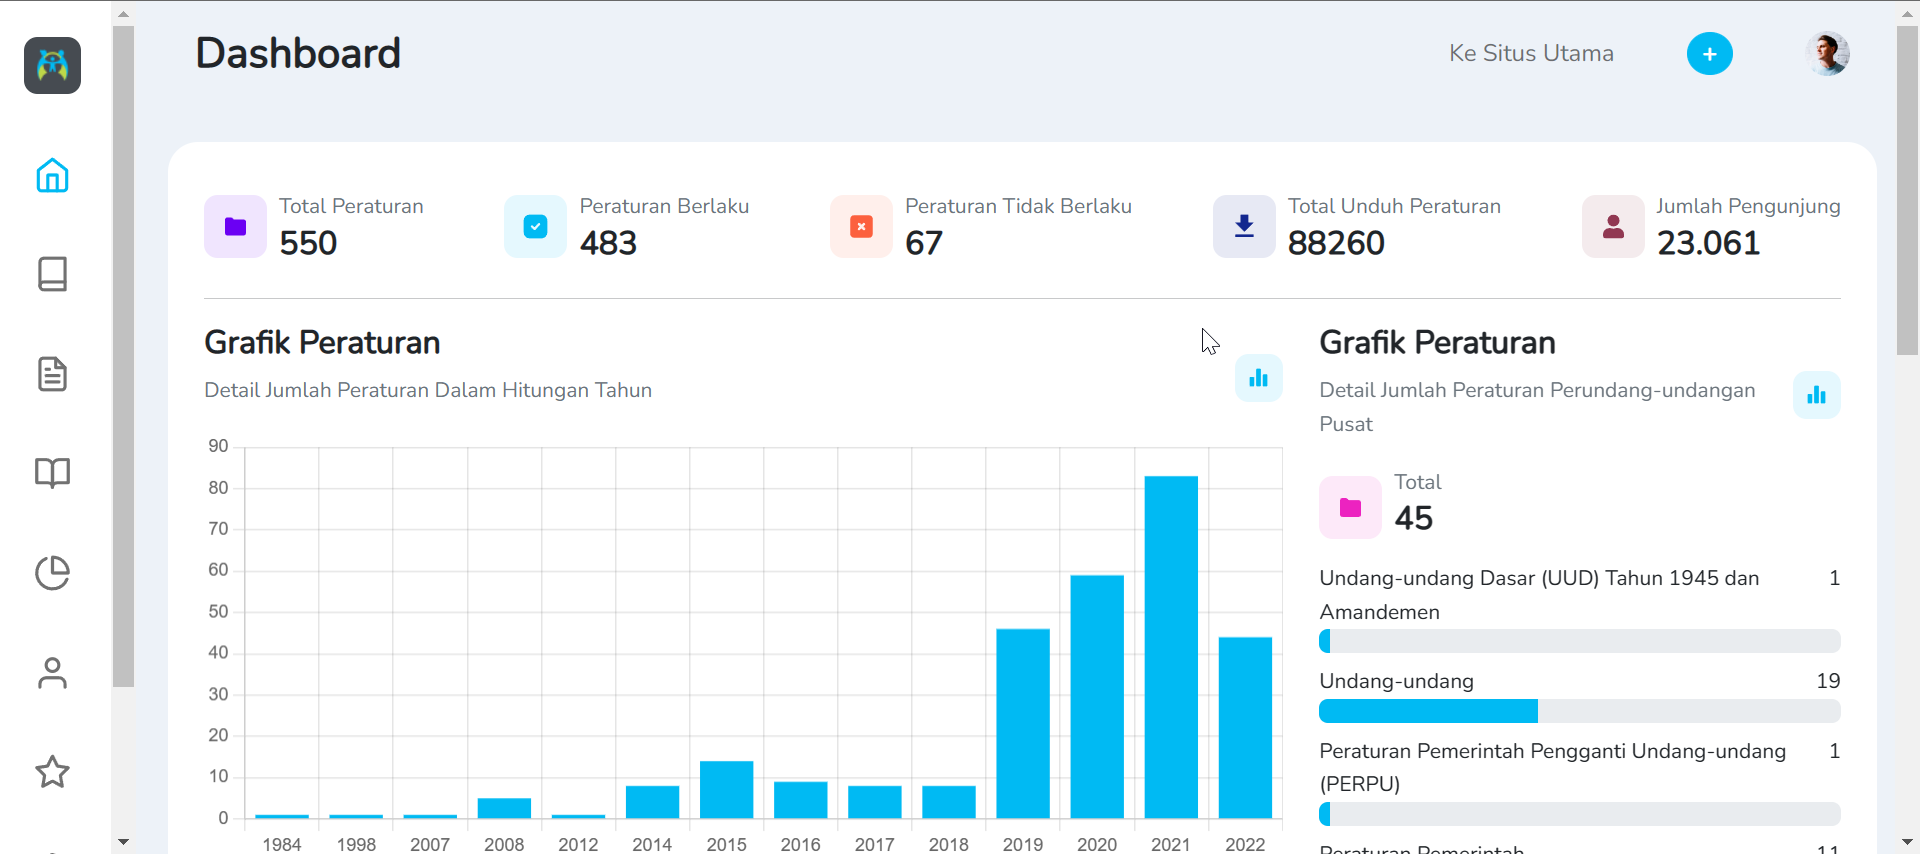 Dashboard
Ke Situs Utama
Total Peraturan
550
Peraturan Berlaku
483
Peraturan Tidak Berlaku
67
Total Unduh Peraturan
88260
Jumlah Pengunjung
23.061
Grafik Peraturan
Detail Jumlah Peraturan Dalam Hitungan Tahun
90
80
70
60
50
40
30
20
10
0
1984 1998 2007 2008 2012 2014 2015 2016 2017 2018 2019 2020 2021 2022
Grafik Peraturan
Detail Jumlah Peraturan Perundang-undangan
Pusat
Total
45
Undang-undang Dasar (UUD) Tahun 1945 dan 1
Amandemen
Undang-undang 19
Peraturan Pemerintah Pengganti Undang-undang 1
(PERPU)
Peraturan Pemerintah 11